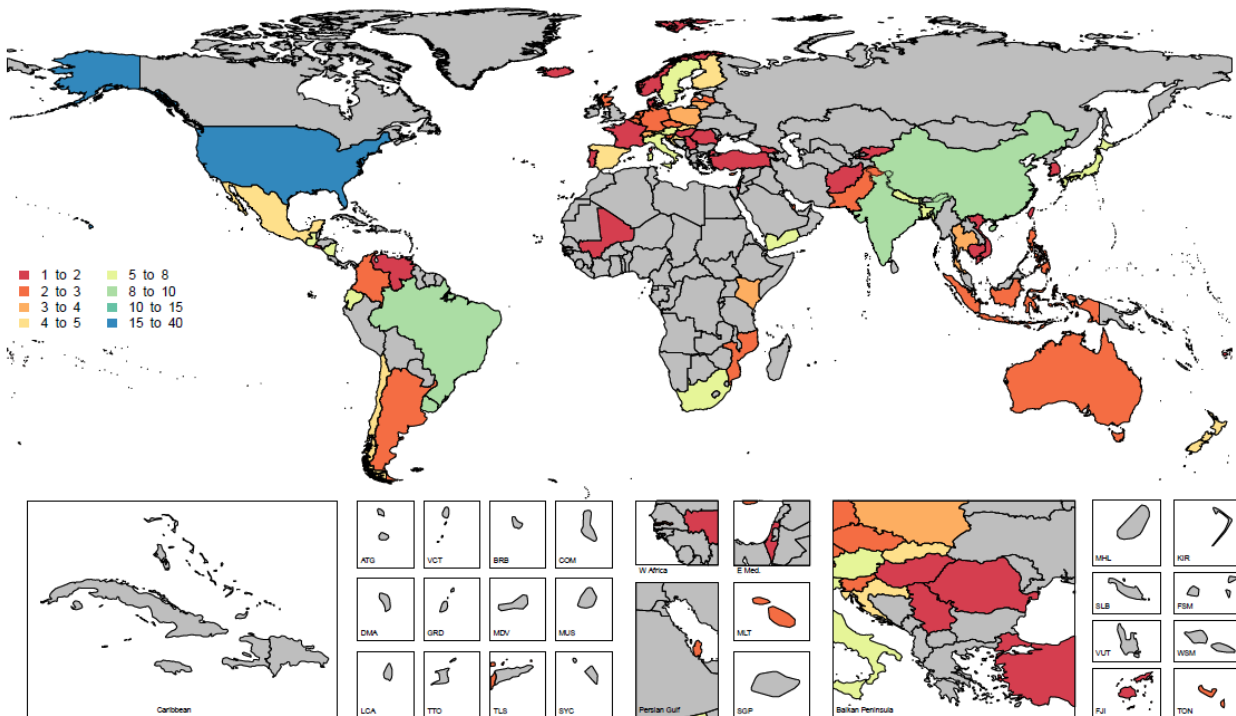 1 to 2
2 to 3
3 to 4
4 to 5
5 to 8
8 to 10
10 to 15
15 to 40
Caribbean
ATG
VCT
BRB
COM
DMA
GRD
MDV
MUS
LCA
TTO
TLS
SYC
W Africa
E Med.
Persian Gulf
MLT
SGP
Balkan Peninsula
MHL
KIR
SLB
FSM
VUT
WSM
FJI
TON